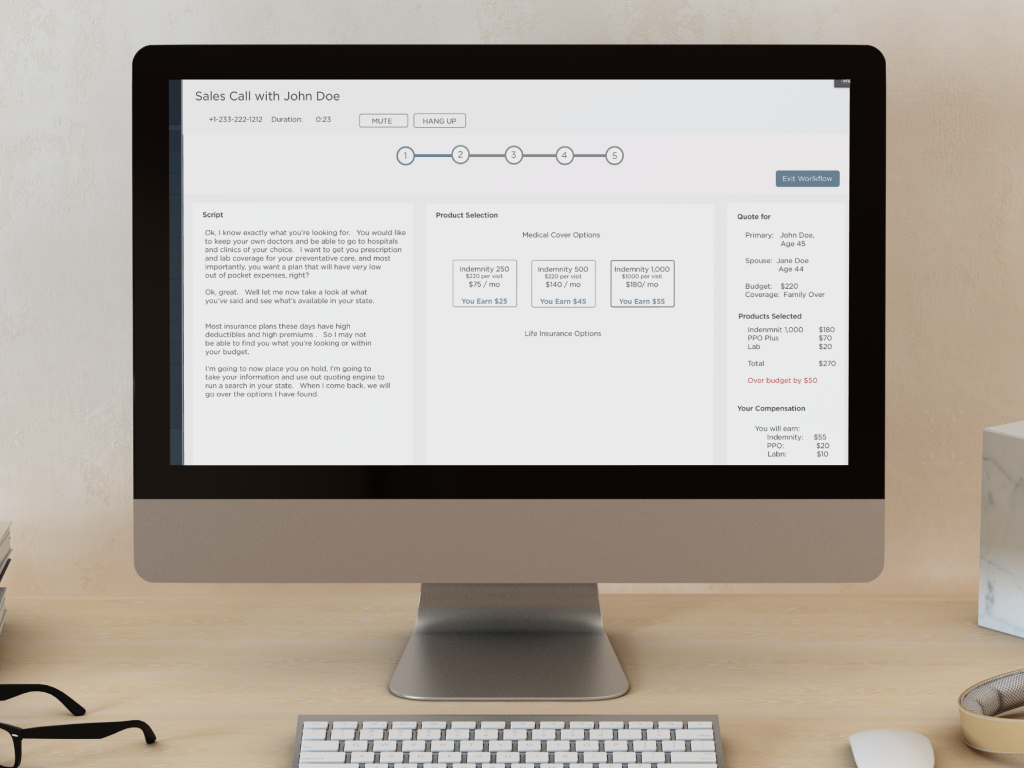 Sales Call with John Doe
+1-233-222-1212 Duration: 0:23 MUTE HANG UP
1 2 3 4 5
Exit Workflow
Script
Ok, I know exactly what you're looking for. You would like
to keep your own doctors and be able to go to hospitals
and clinics of your choice. I want to get you prescription
and lab coverage for your preventative care, and most
importantly, you want a plan that will have very low
out of pocket expenses, right?
Ok, great. Well let me now take a look at what
you've said and see what's available in your state.
Most insurance plans these days have high
deductibles and high premiums . So I may not
be able to find you what you're looking or within
your budget.
I'm going to now place you on hold, I'm going to
take your information and use out quoting engine to
run a search in your state. When I come back, we will
go over the options I have found.
Product Selection
Medical Cover Options
Indemnity 250
$220 per visit
$75 / mo
You Earn $25
Indemnity 500
$220 per visit
$140 / mo
You Earn $45
Indemnity 1,000
$1000 per visit
$180/ mo
You Earn $55
Life Insurance Options
Quote for
Primary: John Doe,
Age 45
Spouse: Jane Doe
Age 44
Budget: $220
Coverage: Family Over
Products Selected
Indenmnit 1,000 $180
PPO Plus $70
Lab $20
Total $270
Over budget by $50
Your Compensation
You will earn:
Indemnity: $55
PPO: $20
Labn: $10